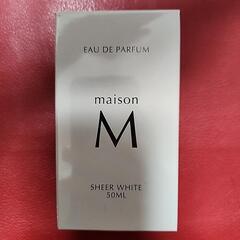 EAU DE PARFUM
maison
M
SHEER WHITE
50ML